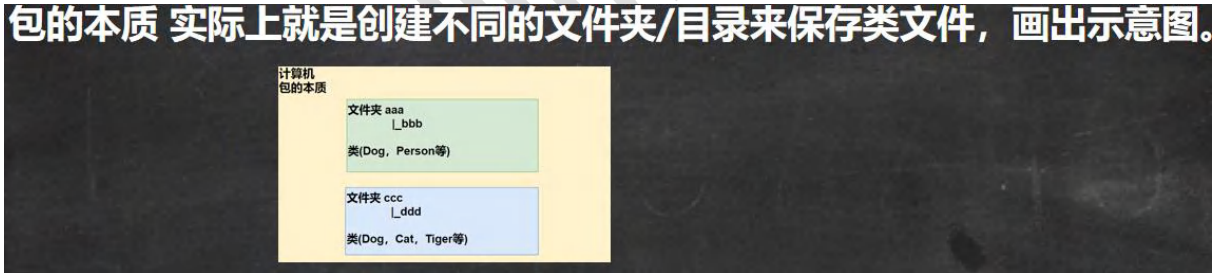 包的本质 实际上就是创建不同的文件夹/目录来保存类文件，画出示意图。
计算机
包的本质
文件夹 aaa
|_bbb
类(Dog，Person等)
文件夹 ccc
|_ddd
类(Dog，Cat，Tiger等)